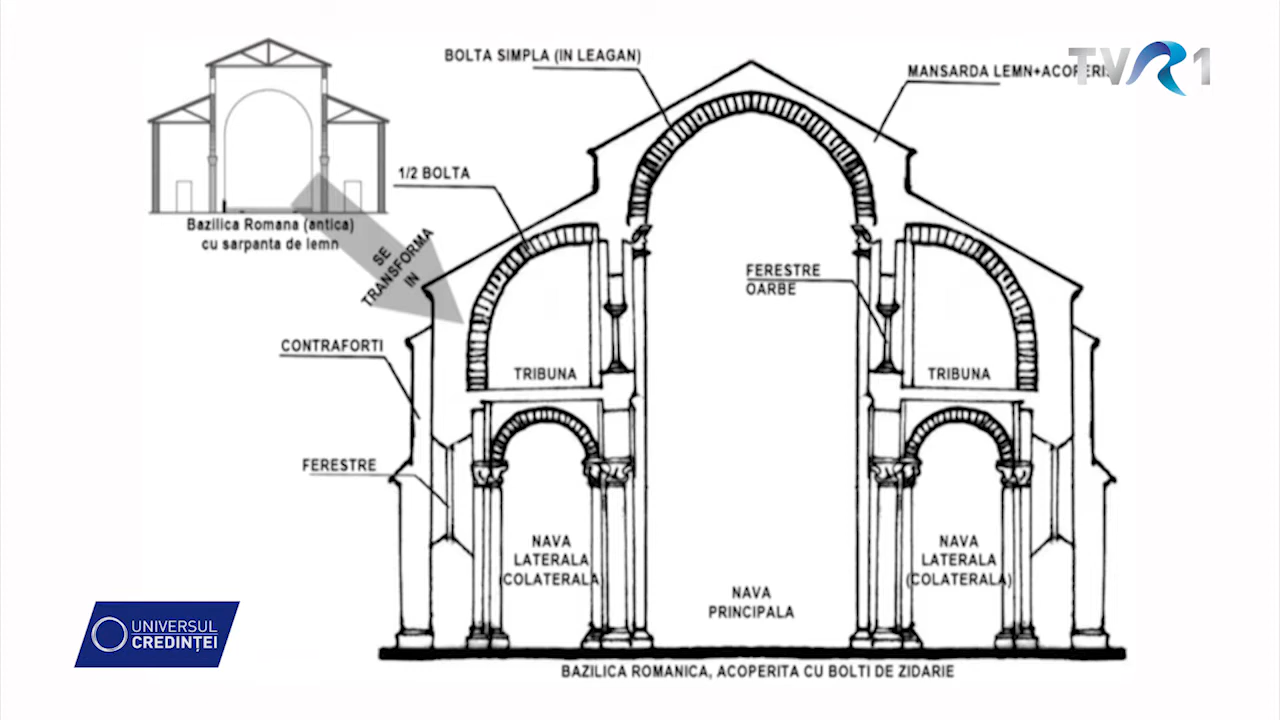 BOLTA SIMPLA (IN LEAGAN)
TVR1
MANSARDA LEMN+ACOPERIS
1/2 BOLTA
Bazilica Romana (antica)
cu sarpanta de lemn
SE
TRANSFORMA
IN
FERESTRE
OARBE
CONTRAFORTI
TRIBUNA
TRIBUNA
FERESTRE
NAVA
LATERALA
(COLATERALA)
NAVA
LATERALA
(COLATERALA)
NAVA
PRINCIPALA
UNIVERSUL
CREDINȚEI
BAZILICA ROMANICA, ACOPERITA CU BOLTI DE ZIDARIE